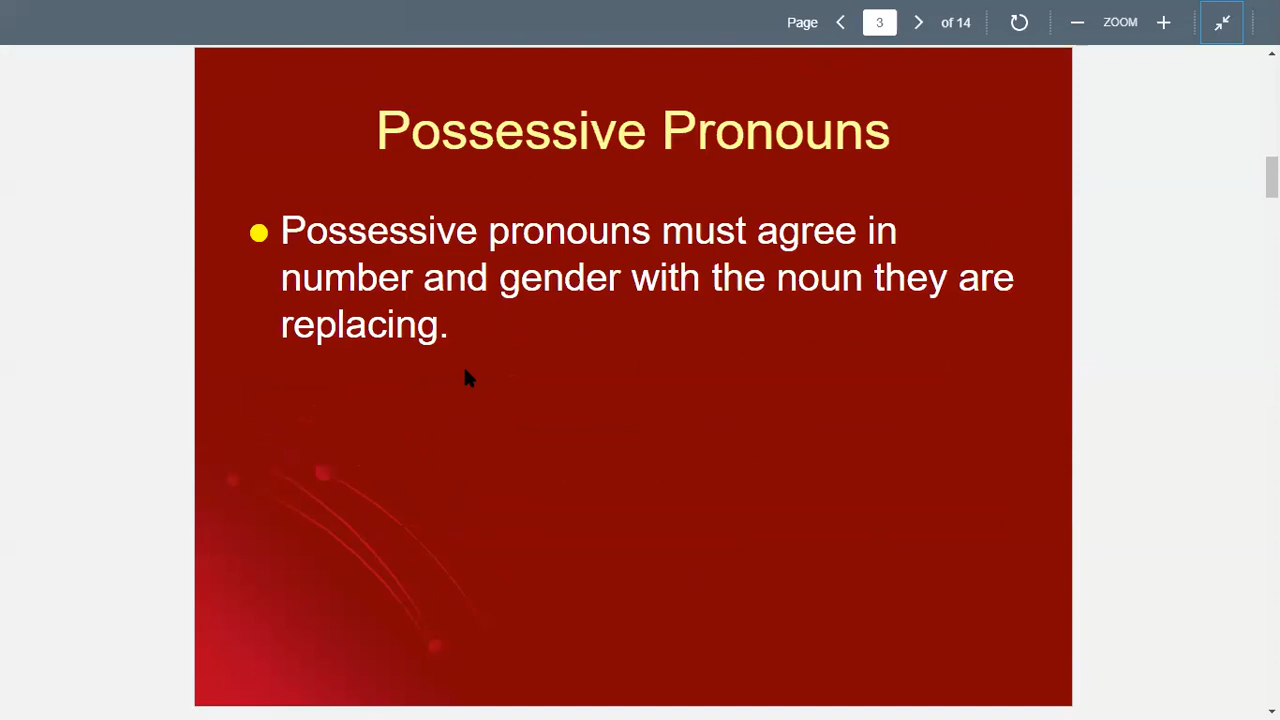 Page 3 of 14 ZOOM
Possessive Pronouns
Possessive pronouns must agree in
number and gender with the noun they are
replacing.